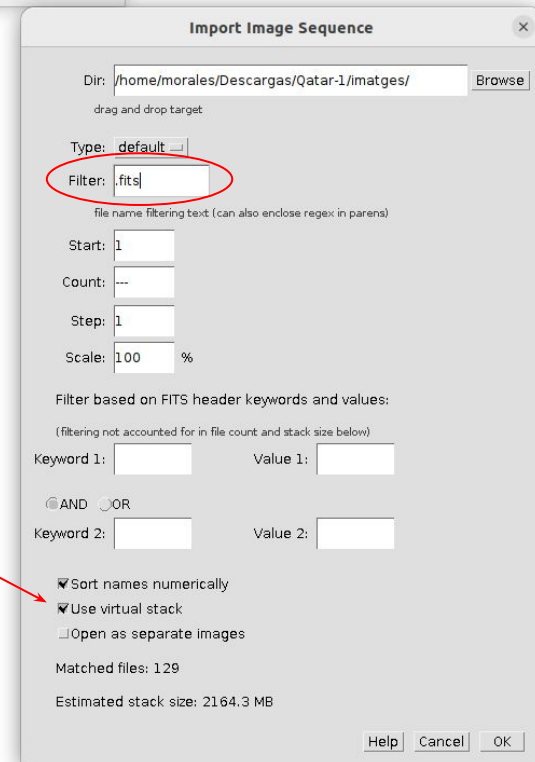 Import Image Sequence
Dir: /home/morales/Descargas/Qatar-1/imatges/ Browse
drag and drop target
Type: default
Filter: .fits
file name filtering text (can also enclose regex in parens)
Start: 1
Count: ---
Step: 1
Scale: 100 %
Filter based on FITS header keywords and values:
(filtering not accounted for in file count and stack size below)
Keyword 1: Value 1:
AND OR
Keyword 2: Value 2:
Sort names numerically
Use virtual stack
Open as separate images
Matched files: 129
Estimated stack size: 2164.3 MB
Help Cancel OK